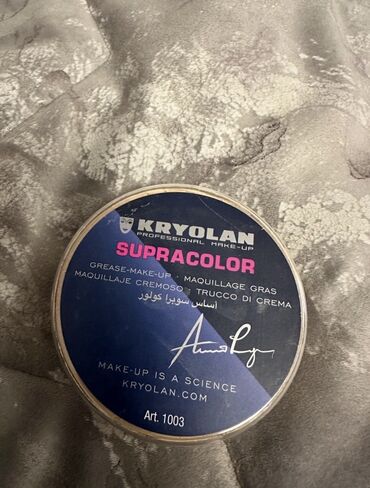 KRYOLAN
PROFESSIONAL MAKE-UP
SUPRACOLOR
GREASE-MAKE-UP · MAQUILLAGE GRAS
MAQUILLAJE CREMOSO · TRUCCO DI CREMA
اساس سوبرا كولور
MAKE-UP IS A SCIENCE
KRYOLAN.COM
Art. 1003